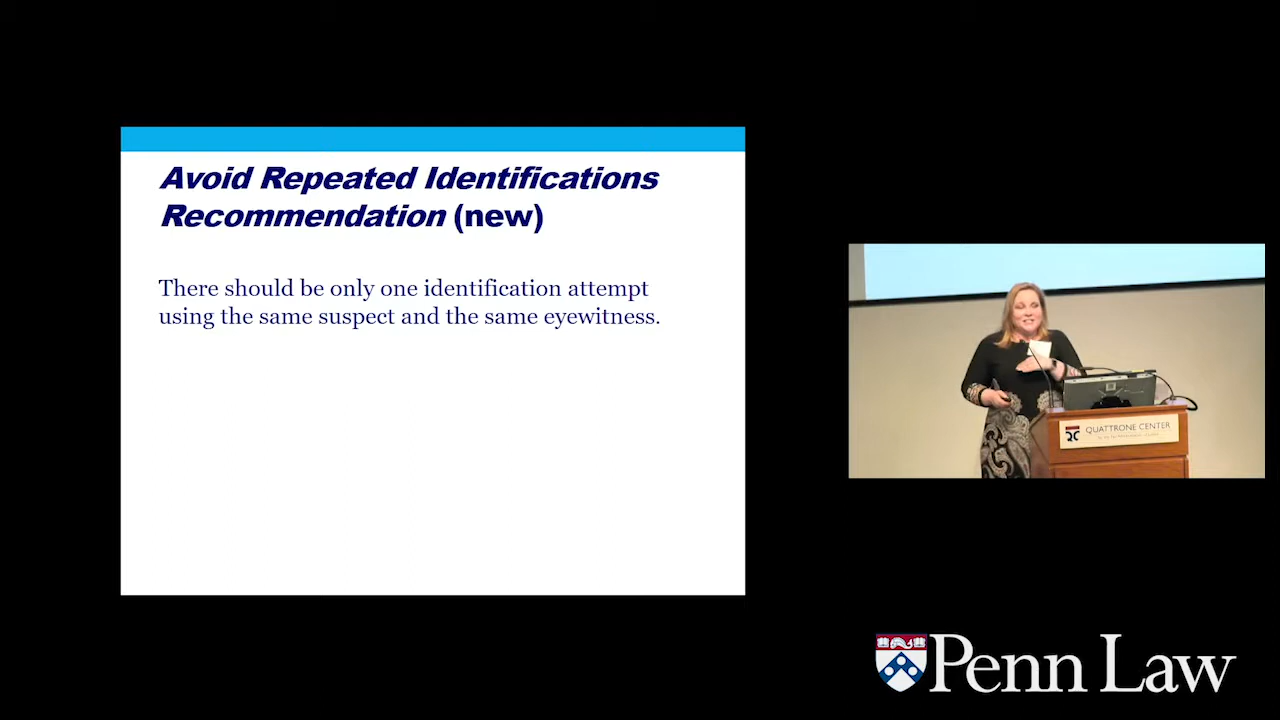 Avoid Repeated Identifications
Recommendation (new)
There should be only one identification attempt
using the same suspect and the same eyewitness.
QUATTRONE CENTER
Penn Law